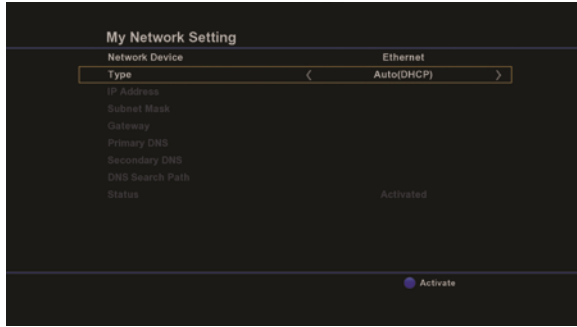 My Network Setting
Network Device Ethernet
Type < Auto(DHCP) >
IP Address
Subnet Mask
Gateway
Primary DNS
Secondary DNS
DNS Search Path
Status Activated
Activate